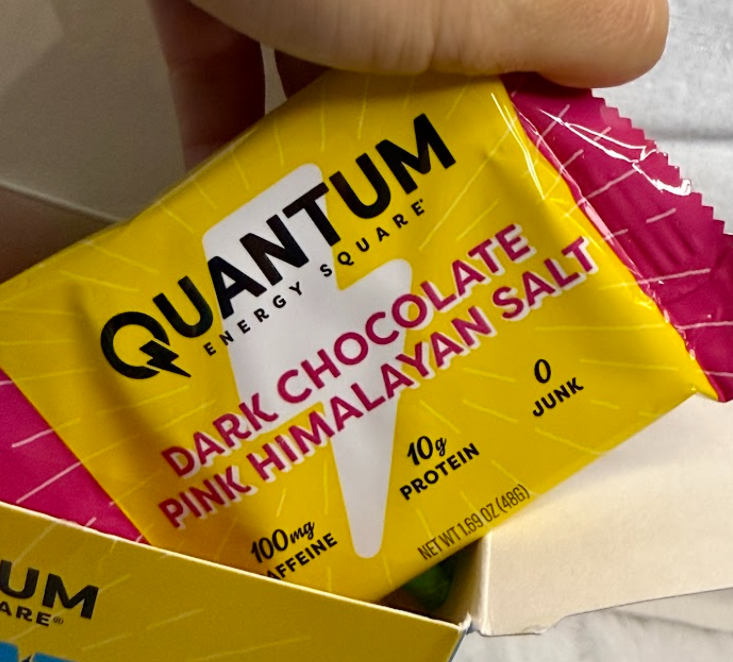 QUANTUM
ENERGY SQUARE
DARK CHOCOLATE
PINK HIMALAYAN SALT
0
JUNK
10g
PROTEIN
100mg
AFFEINE
NET WT 1.69 OZ (48G)
UM
ARE®